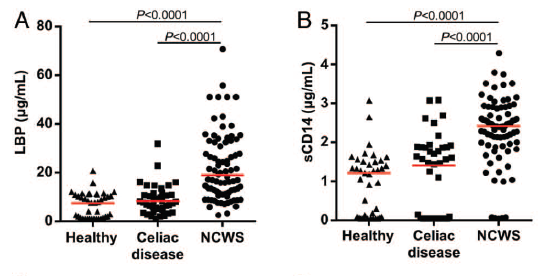 A
P<0.0001
P<0.0001
LBP (µg/mL)
80
60
40
20
0
Healthy
Celiac
disease
NCWS
B
P<0.0001
P<0.0001
sCD14 (µg/mL)
5
4
3
2
1
0
Healthy
Celiac
disease
NCWS